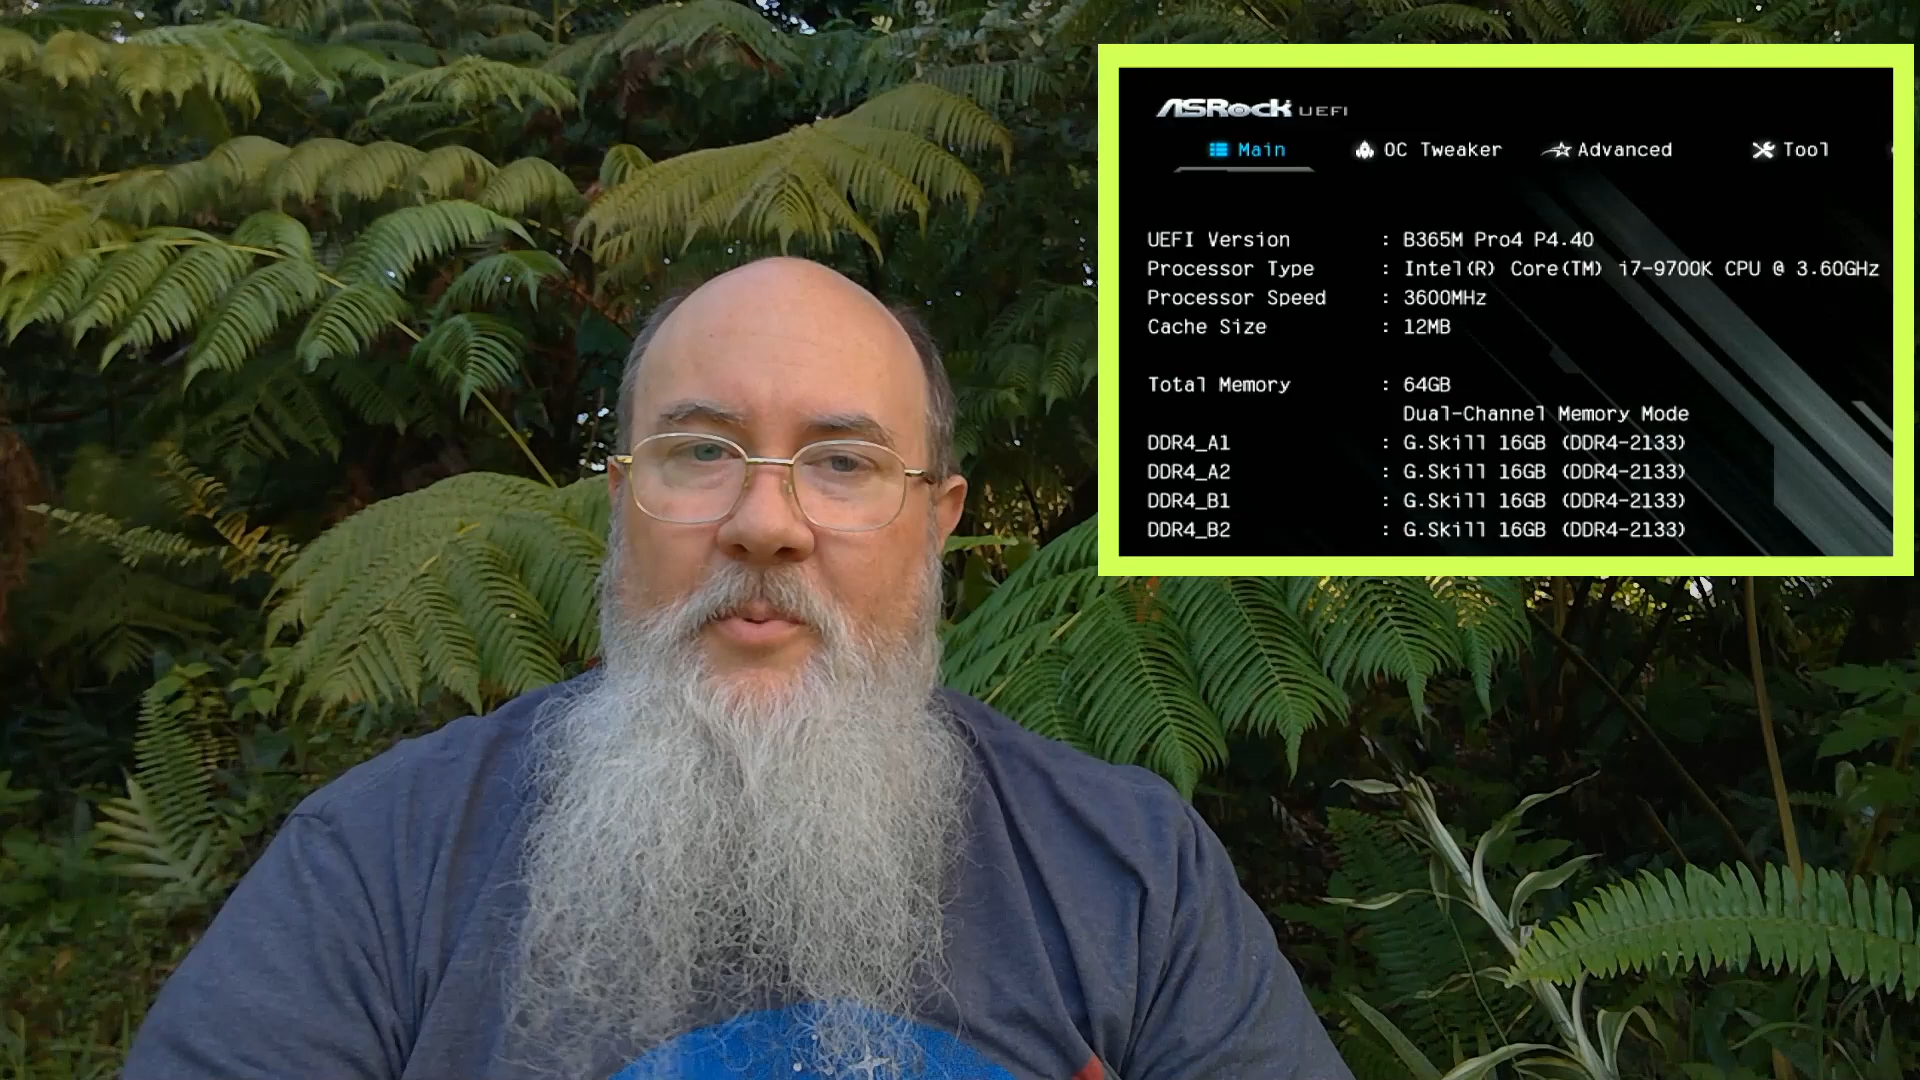 ASRock UEFI
Main OC Tweaker Advanced Tool
UEFI Version : B365M Pro4 P4.40
Processor Type : Intel(R) Core(TM) i7-9700K CPU @ 3.60GHz
Processor Speed : 3600MHz
Cache Size : 12MB
Total Memory : 64GB
Dual-Channel Memory Mode
DDR4_A1 : G.Skill 16GB (DDR4-2133)
DDR4_A2 : G.Skill 16GB (DDR4-2133)
DDR4_B1 : G.Skill 16GB (DDR4-2133)
DDR4_B2 : G.Skill 16GB (DDR4-2133)